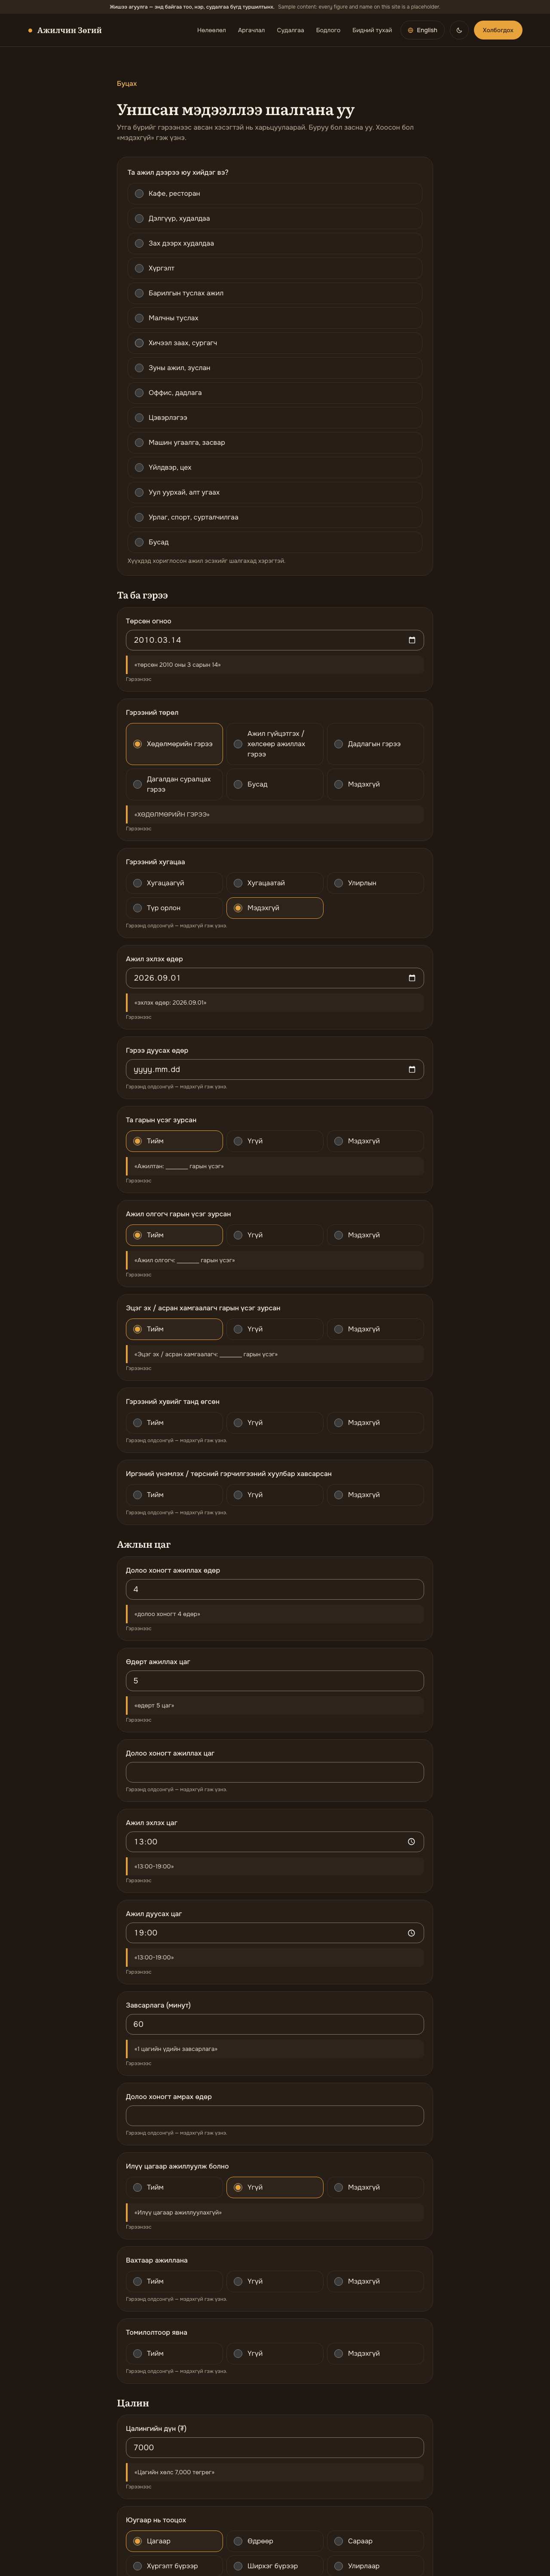 Жишээ агуулга — энд байгаа тоо, нэр, судалгаа бүгд туршилтынх. Sample content: every figure and name on this site is a placeholder.
Ажилчин Зөгий
Нөлөөлөл
Аргачлал
Судалгаа
Бодлого
Бидний тухай
English
Холбогдох
Буцах
Уншсан мэдээллээ шалгана уу
Утга бүрийг гэрээнээс авсан хэсэгтэй нь харьцуулаарай. Буруу бол засна уу. Хоосон бол
«мэдэхгүй» гэж үзнэ.
Та ажил дээрээ юу хийдэг вэ?
Кафе, ресторан
Дэлгүүр, худалдаа
Зах дээрх худалдаа
Хүргэлт
Барилгын туслах ажил
Малчны туслах
Хичээл заах, сургагч
Зуны ажил, зуслан
Оффис, дадлага
Цэвэрлэгээ
Машин угаалга, засвар
Үйлдвэр, цех
Уул уурхай, алт угаах
Урлаг, спорт, сурталчилгаа
Бусад
Хүүхдэд хориглосон ажил эсэхийг шалгахад хэрэгтэй.
Та ба гэрээ
Төрсөн огноо
2010.03.14
«төрсөн 2010 оны 3 сарын 14»
Гэрээнээс
Гэрээний төрөл
Хөдөлмөрийн гэрээ
Ажил гүйцэтгэх /
хөлсөөр ажиллах
гэрээ
Дадлагын гэрээ
Дагалдан суралцах
гэрээ
Бусад
Мэдэхгүй
«ХӨДӨЛМӨРИЙН ГЭРЭЭ»
Гэрээнээс
Гэрээний хугацаа
Хугацаагүй
Хугацаатай
Улирлын
Түр орлон
Мэдэхгүй
Гэрээнд олдсонгүй — мэдэхгүй гэж үзнэ.
Ажил эхлэх өдөр
2026.09.01
«эхлэх өдөр: 2026.09.01»
Гэрээнээс
Гэрээ дуусах өдөр
yyyy.mm.dd
Гэрээнд олдсонгүй — мэдэхгүй гэж үзнэ.
Та гарын үсэг зурсан
Тийм
Үгүй
Мэдэхгүй
«Ажилтан: ________ гарын үсэг»
Гэрээнээс
Ажил олгогч гарын үсэг зурсан
Тийм
Үгүй
Мэдэхгүй
«Ажил олгогч: ________ гарын үсэг»
Гэрээнээс
Эцэг эх / асран хамгаалагч гарын үсэг зурсан
Тийм
Үгүй
Мэдэхгүй
«Эцэг эх / асран хамгаалагч: ________ гарын үсэг»
Гэрээнээс
Гэрээний хувийг танд өгсөн
Тийм
Үгүй
Мэдэхгүй
Гэрээнд олдсонгүй — мэдэхгүй гэж үзнэ.
Иргэний үнэмлэх / төрсний гэрчилгээний хуулбар хавсарсан
Тийм
Үгүй
Мэдэхгүй
Гэрээнд олдсонгүй — мэдэхгүй гэж үзнэ.
Ажлын цаг
Долоо хоногт ажиллах өдөр
4
«долоо хоногт 4 өдөр»
Гэрээнээс
Өдөрт ажиллах цаг
5
«өдөрт 5 цаг»
Гэрээнээс
Долоо хоногт ажиллах цаг
Гэрээнд олдсонгүй — мэдэхгүй гэж үзнэ.
Ажил эхлэх цаг
13:00
«13:00–19:00»
Гэрээнээс
Ажил дуусах цаг
19:00
«13:00–19:00»
Гэрээнээс
Завсарлага (минут)
60
«1 цагийн үдийн завсарлага»
Гэрээнээс
Долоо хоногт амрах өдөр
Гэрээнд олдсонгүй — мэдэхгүй гэж үзнэ.
Илүү цагаар ажиллуулж болно
Тийм
Үгүй
Мэдэхгүй
«Илүү цагаар ажиллуулахгүй»
Гэрээнээс
Вахтаар ажиллана
Тийм
Үгүй
Мэдэхгүй
Гэрээнд олдсонгүй — мэдэхгүй гэж үзнэ.
Томилолтоор явна
Тийм
Үгүй
Мэдэхгүй
Гэрээнд олдсонгүй — мэдэхгүй гэж үзнэ.
Цалин
Цалингийн дүн (₮)
7000
«Цагийн хөлс 7,000 төгрөг»
Гэрээнээс
Юугаар нь тооцох
Цагаар
Өдрөөр
Сараар
Хүргэлт бүрээр
Ширхэг бүрээр
Улирлаар